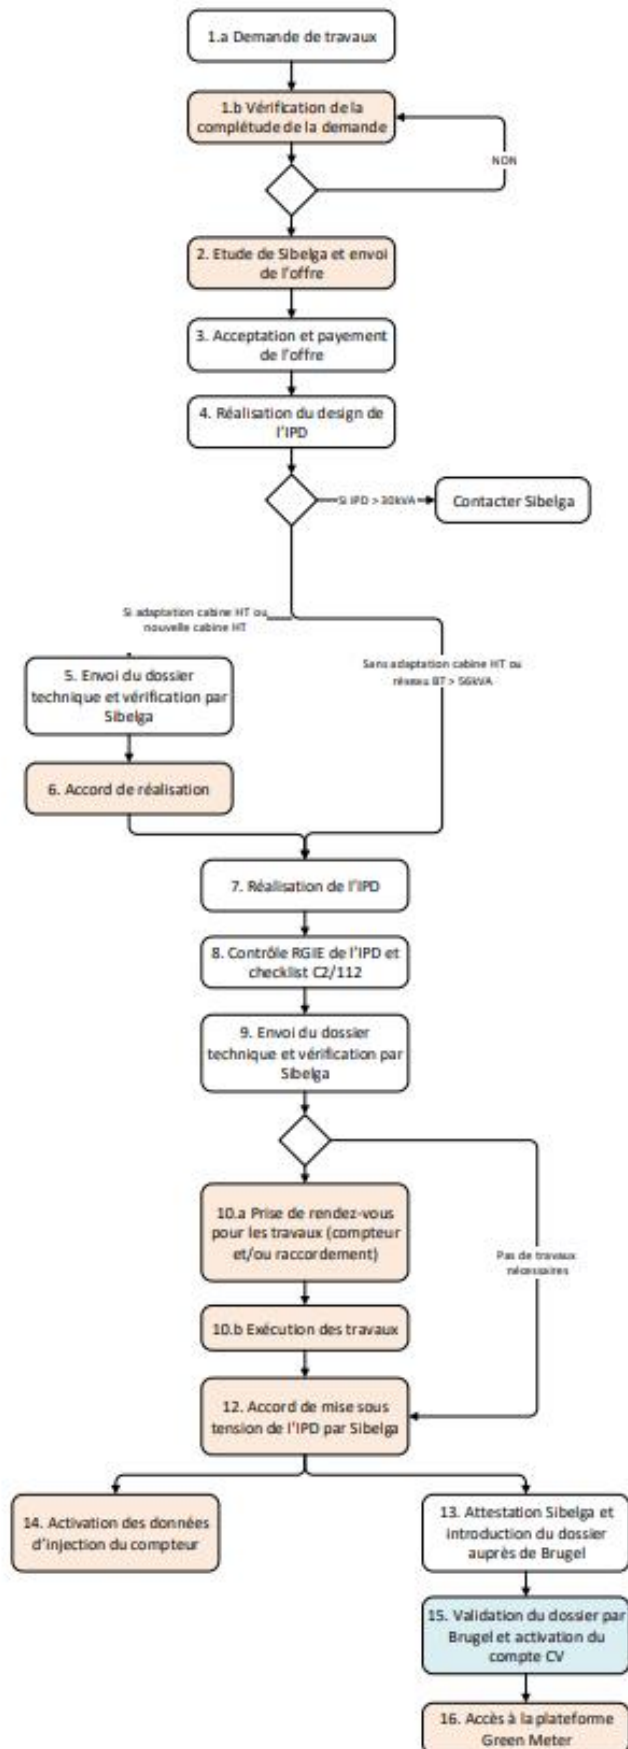 1.a Demande de travaux
1.b Vérification de la
complétude de la demande
NON
2. Etude de Sibelga et envoi
de l'offre
3. Acceptation et payement
de l'offre
4. Réalisation du design de
l'IPD
Si IPD > 30kVA
Contacter Sibelga
Si adaptation cabine HT ou
nouvelle cabine HT
Sans adaptation cabine HT ou
réseau BT > 56kVA
5. Envoi du dossier
technique et vérification par
Sibelga
6. Accord de réalisation
7. Réalisation de l'IPD
8. Contrôle RGIE de l'IPD et
checklist C2/112
9. Envoi du dossier
technique et vérification par
Sibelga
10.a Prise de rendez-vous
pour les travaux (compteur
et/ou raccordement)
Pas de travaux
nécessaires
10.b Exécution des travaux
12. Accord de mise sous
tension de l'IPD par Sibelga
14. Activation des données
d'injection du compteur
13. Attestation Sibelga et
introduction du dossier
auprès de Brugel
15. Validation du dossier par
Brugel et activation du
compte CV
16. Accès à la plateforme
Green Meter